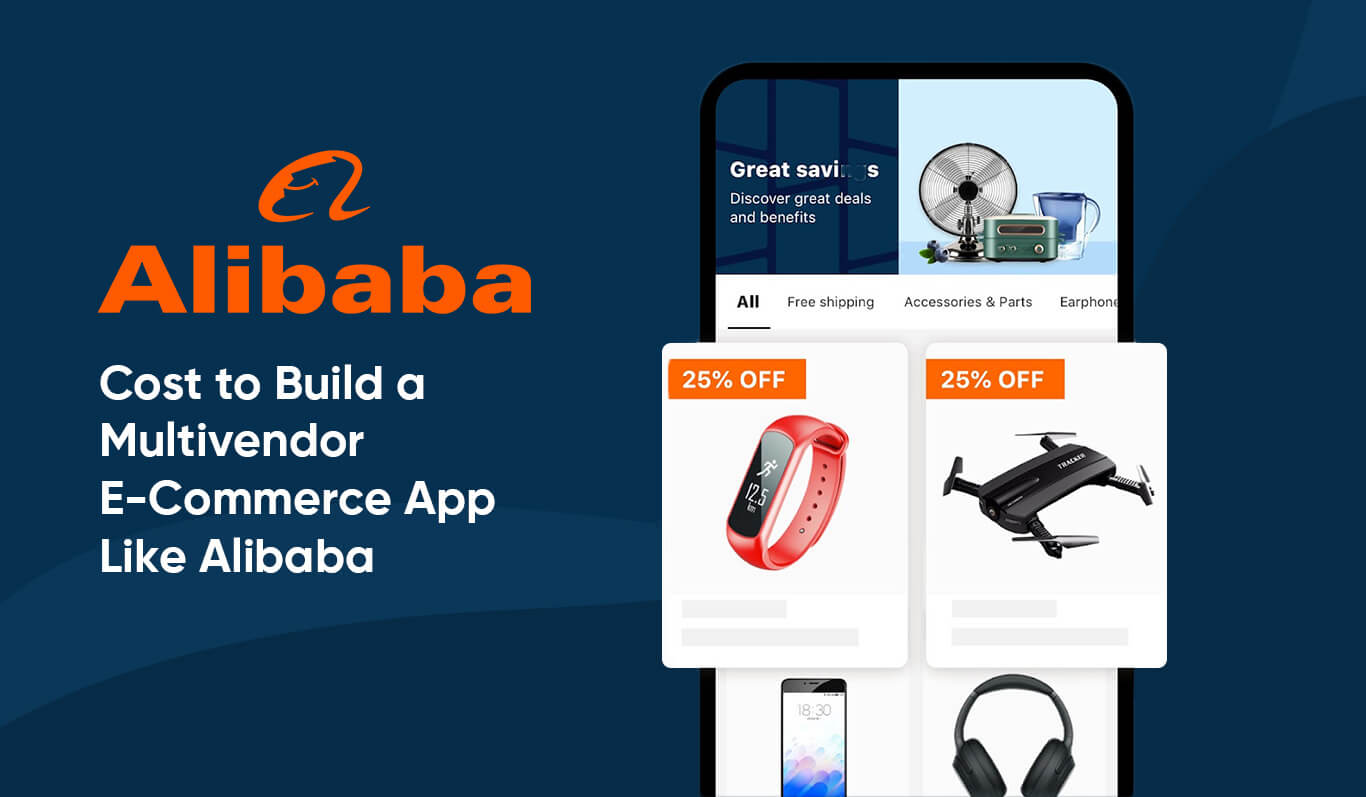 Alibaba
Cost to Build a
Multivendor
E-Commerce App
Like Alibaba
Great savings
Discover great deals
and benefits
All Free shipping Accessories & Parts Earphone
25% OFF 25% OFF
12.5
km
TRACKER
18:30